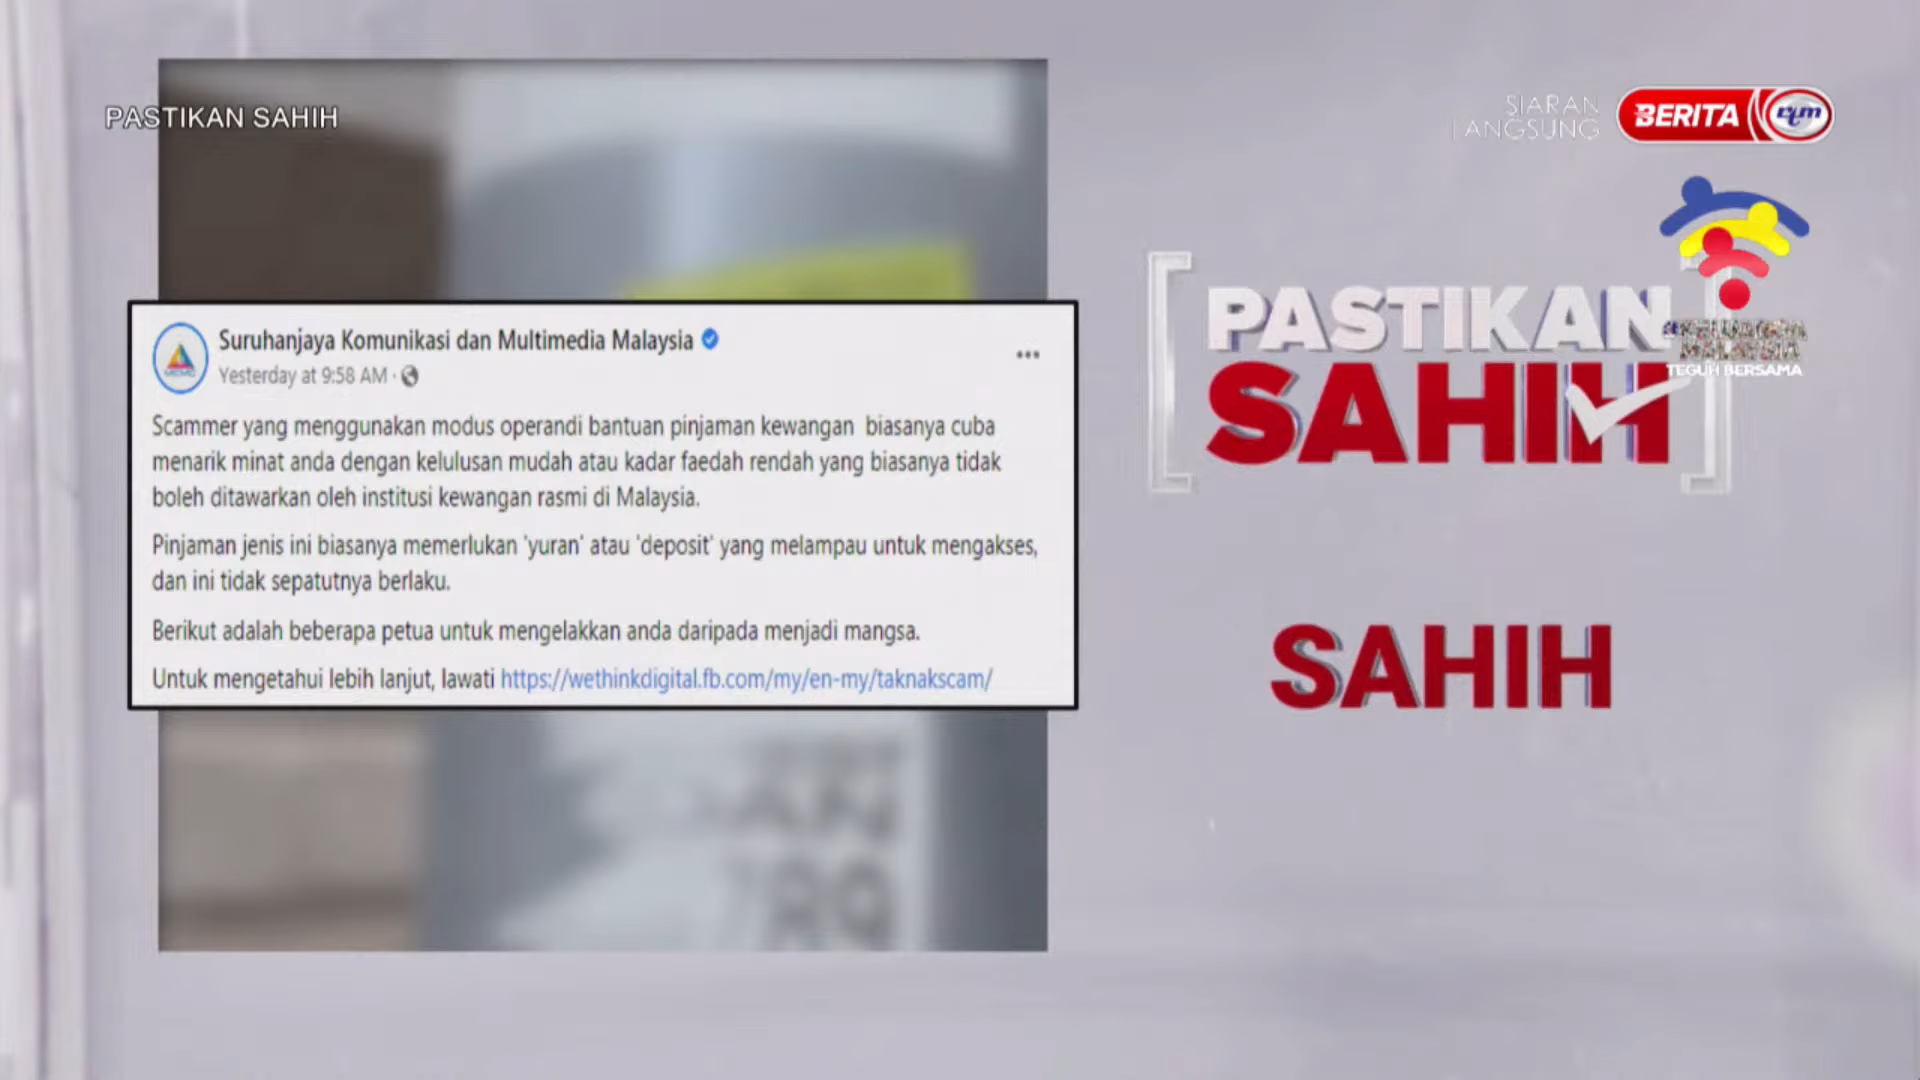 PASTIKAN SAHIH
SIARAN
LANGSUNG
BERITA rtm
PASTIKAN
SAHIH
MALAYSIA
TEGUH BERSAMA
Suruhanjaya Komunikasi dan Multimedia Malaysia
Yesterday at 9:58 AM ·
Scammer yang menggunakan modus operandi bantuan pinjaman kewangan biasanya cuba
menarik minat anda dengan kelulusan mudah atau kadar faedah rendah yang biasanya tidak
boleh ditawarkan oleh institusi kewangan rasmi di Malaysia.
Pinjaman jenis ini biasanya memerlukan 'yuran' atau 'deposit' yang melampau untuk mengakses,
dan ini tidak sepatutnya berlaku.
Berikut adalah beberapa petua untuk mengelakkan anda daripada menjadi mangsa.
Untuk mengetahui lebih lanjut, lawati https://wethinkdigital.fb.com/my/en-my/taknakscam/
SAHIH